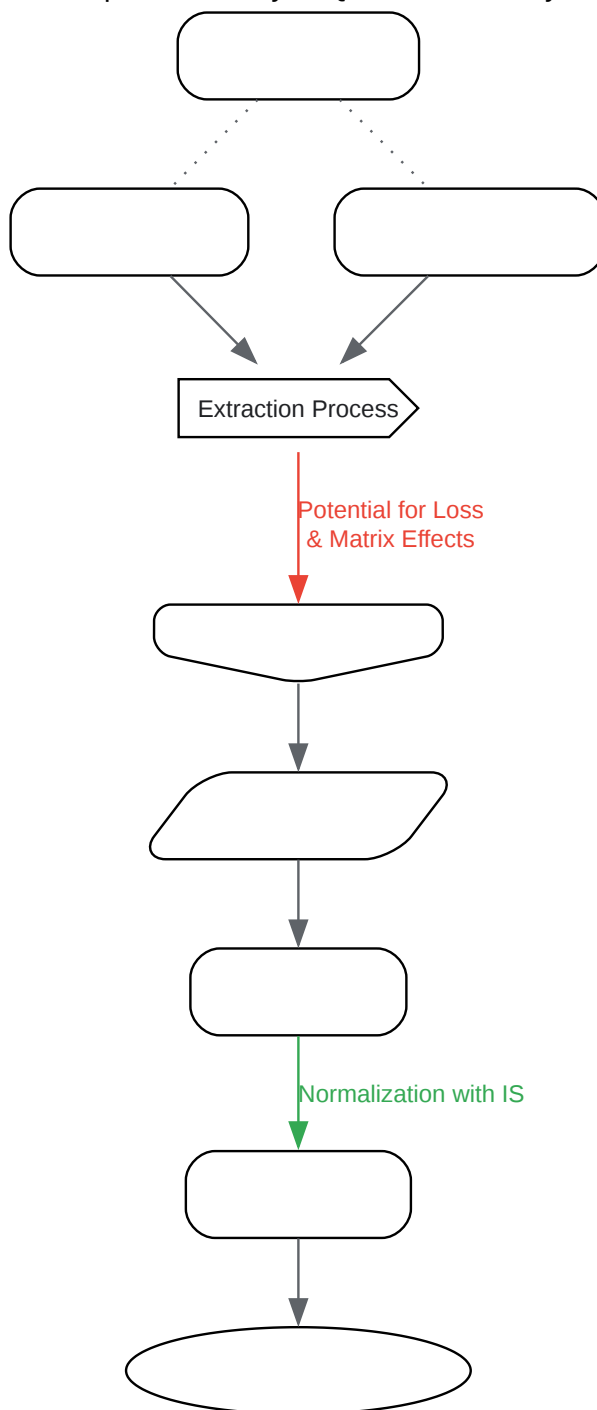 Extraction Process
Potential for Loss
& Matrix Effects
Normalization with IS